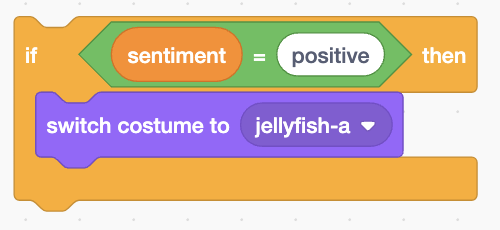 if sentiment = positive then
switch costume to jellyfish-a